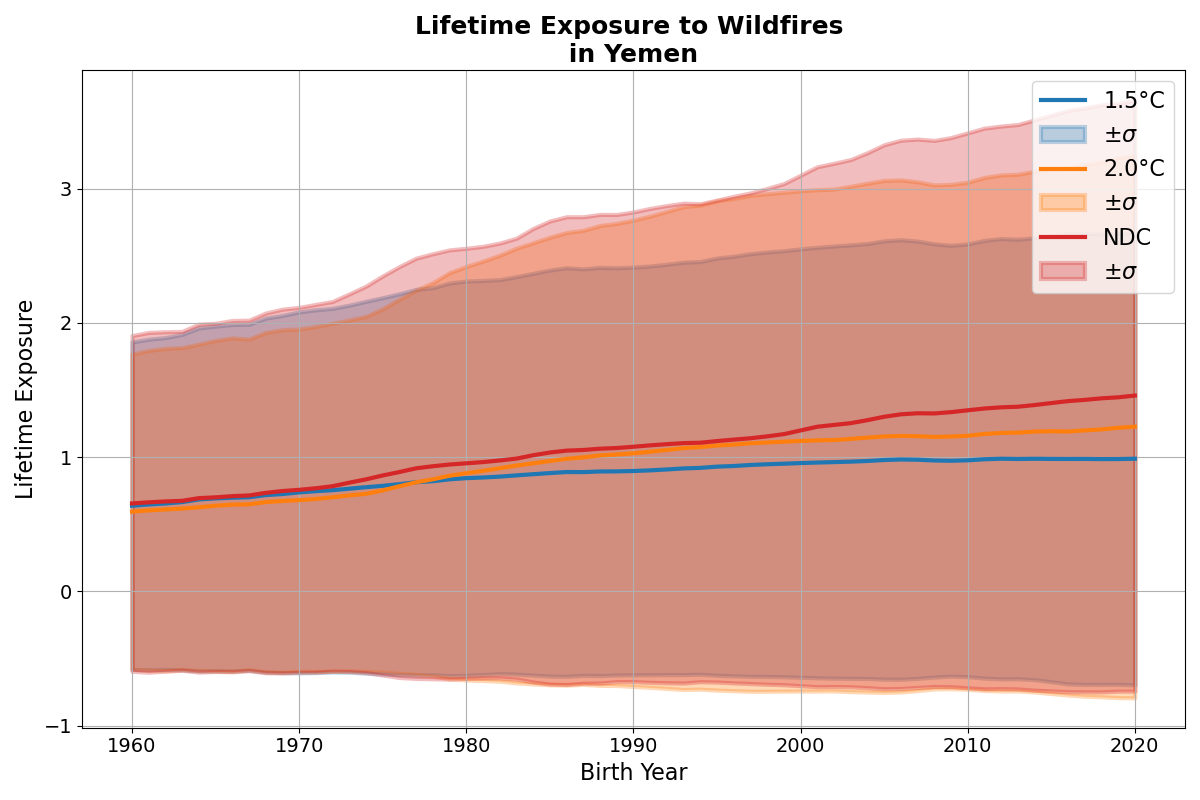 Lifetime Exposure to Wildfires
in Yemen
1.5°C
±σ
2.0°C
±σ
NDC
±σ
Lifetime Exposure
3
2
1
0
−1
1960
1970
1980
1990
2000
2010
2020
Birth Year